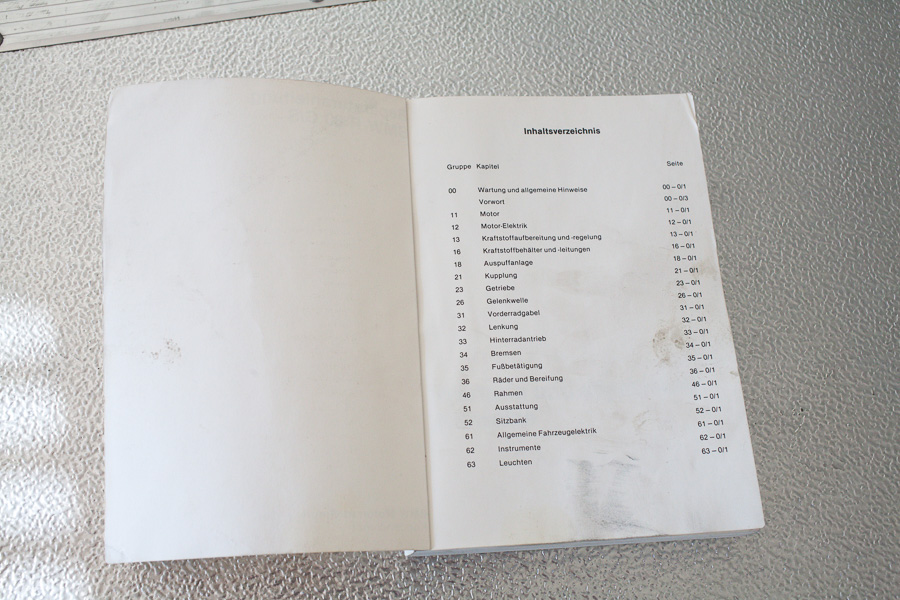 Inhaltsverzeichnis
Gruppe Kapitel Seite
00 Wartung und allgemeine Hinweise 00 – 0/1
Vorwort 00 – 0/3
11 Motor 11 – 0/1
12 Motor-Elektrik 12 – 0/1
13 Kraftstoffaufbereitung und -regelung 13 – 0/1
16 Kraftstoffbehälter und -leitungen 16 – 0/1
18 Auspuffanlage 18 – 0/1
21 Kupplung 21 – 0/1
23 Getriebe 23 – 0/1
26 Gelenkwelle 26 – 0/1
31 Vorderradgabel 31 – 0/1
32 Lenkung 32 – 0/1
33 Hinterradantrieb 33 – 0/1
34 Bremsen 34 – 0/1
35 Fußbetätigung 35 – 0/1
36 Räder und Bereifung 36 – 0/1
46 Rahmen 46 – 0/1
51 Ausstattung 51 – 0/1
52 Sitzbank 52 – 0/1
61 Allgemeine Fahrzeugelektrik 61 – 0/1
62 Instrumente 62 – 0/1
63 Leuchten 63 – 0/1